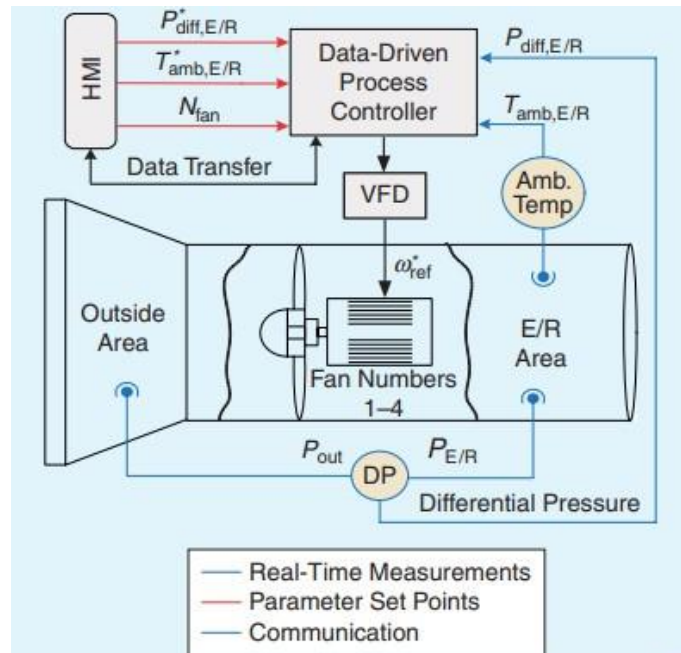 HMI
P*diff,E/R
T*amb,E/R
Nfan
Data Transfer
Data-Driven
Process
Controller
Pdiff,E/R
Tamb,E/R
VFD
Amb.
Temp
ω*ref
Outside
Area
E/R
Area
Fan Numbers
1–4
Pout
DP
PE/R
Differential Pressure
Real-Time Measurements
Parameter Set Points
Communication